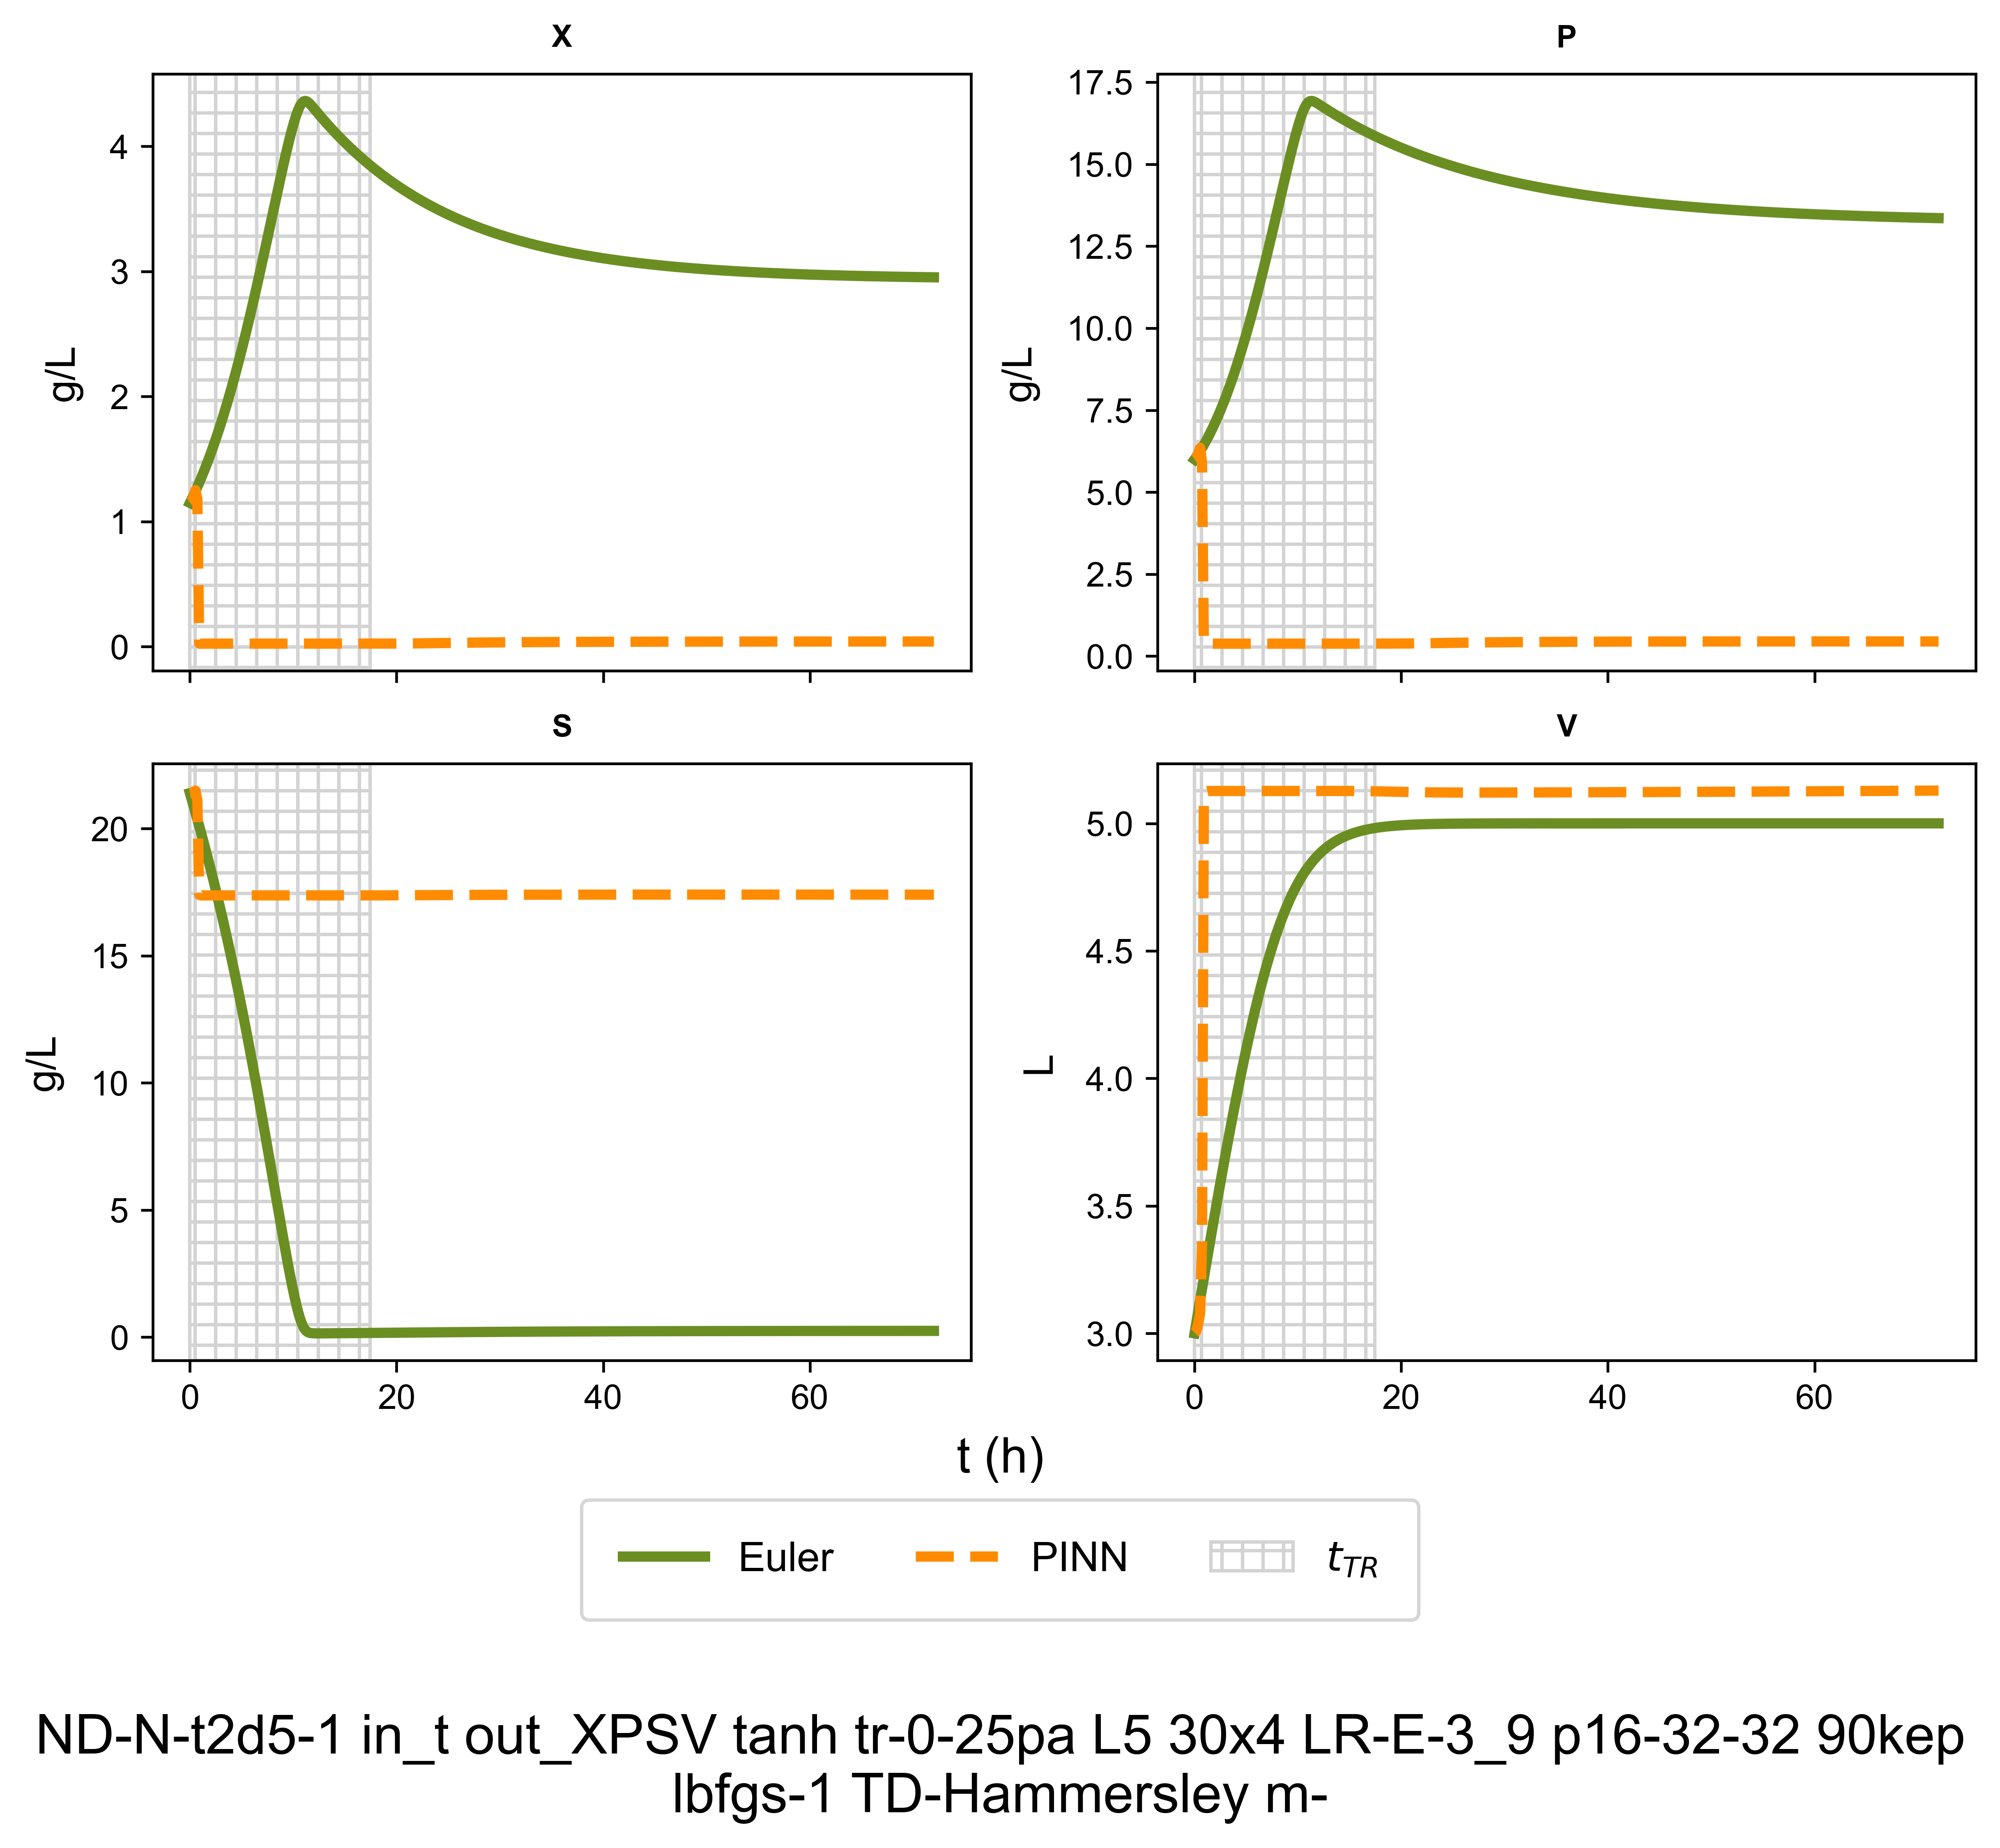 X
P
4
3
2
1
0
g/L
17.5
15.0
12.5
10.0
7.5
5.0
2.5
0.0
g/L
S
V
20
15
10
5
0
g/L
0
20
40
60
5.0
4.5
4.0
3.5
3.0
L
0
20
40
60
t (h)
Euler
PINN
t_TR
ND-N-t2d5-1 in_t out_XPSV tanh tr-0-25pa L5 30x4 LR-E-3_9 p16-32-32 90kep
lbfgs-1 TD-Hammersley m-